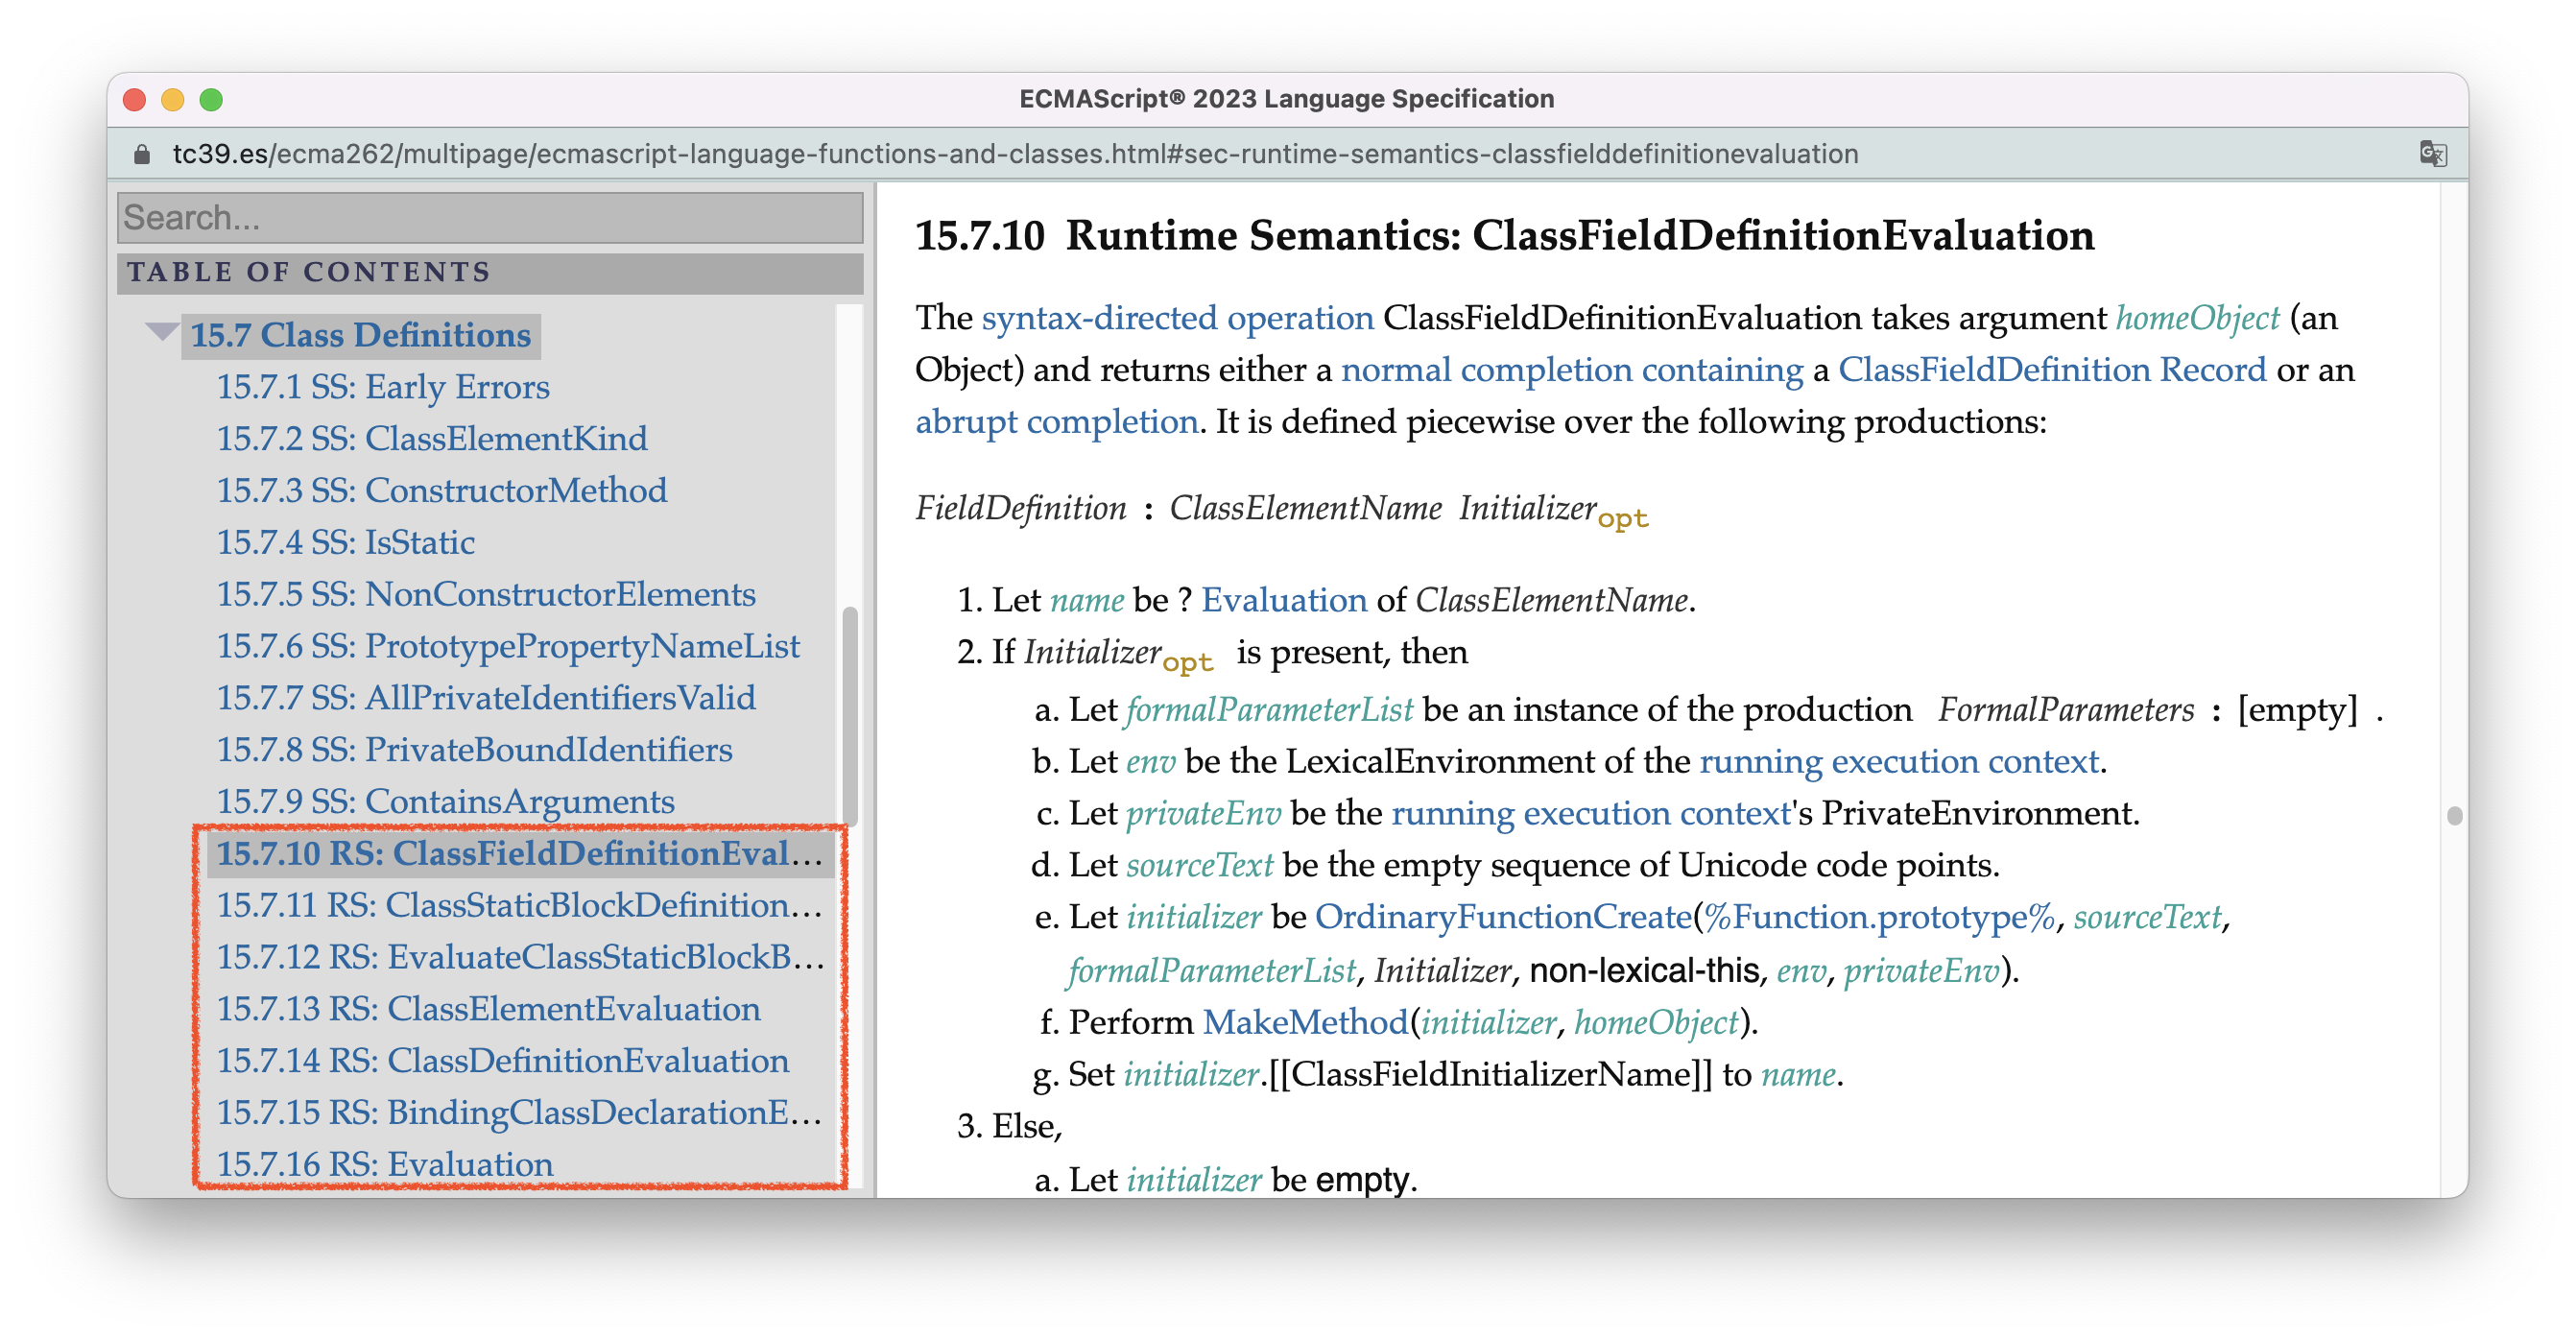 ECMAScript® 2023 Language Specification
tc39.es/ecma262/multipage/ecmascript-language-functions-and-classes.html#sec-runtime-semantics-classfielddefinitionevaluation
Search...
TABLE OF CONTENTS
15.7 Class Definitions
15.7.1 SS: Early Errors
15.7.2 SS: ClassElementKind
15.7.3 SS: ConstructorMethod
15.7.4 SS: IsStatic
15.7.5 SS: NonConstructorElements
15.7.6 SS: PrototypePropertyNameList
15.7.7 SS: AllPrivateIdentifiersValid
15.7.8 SS: PrivateBoundIdentifiers
15.7.9 SS: ContainsArguments
15.7.10 RS: ClassFieldDefinitionEval…
15.7.11 RS: ClassStaticBlockDefinition…
15.7.12 RS: EvaluateClassStaticBlockB…
15.7.13 RS: ClassElementEvaluation
15.7.14 RS: ClassDefinitionEvaluation
15.7.15 RS: BindingClassDeclarationE…
15.7.16 RS: Evaluation
15.7.10 Runtime Semantics: ClassFieldDefinitionEvaluation
The syntax-directed operation ClassFieldDefinitionEvaluation takes argument homeObject (an
Object) and returns either a normal completion containing a ClassFieldDefinition Record or an
abrupt completion. It is defined piecewise over the following productions:
FieldDefinition : ClassElementName Initializer opt
1. Let name be ? Evaluation of ClassElementName.
2. If Initializer opt is present, then
a. Let formalParameterList be an instance of the production FormalParameters : [empty] .
b. Let env be the LexicalEnvironment of the running execution context.
c. Let privateEnv be the running execution context's PrivateEnvironment.
d. Let sourceText be the empty sequence of Unicode code points.
e. Let initializer be OrdinaryFunctionCreate(%Function.prototype%, sourceText,
formalParameterList, Initializer, non-lexical-this, env, privateEnv).
f. Perform MakeMethod(initializer, homeObject).
g. Set initializer.[[ClassFieldInitializerName]] to name.
3. Else,
a. Let initializer be empty.